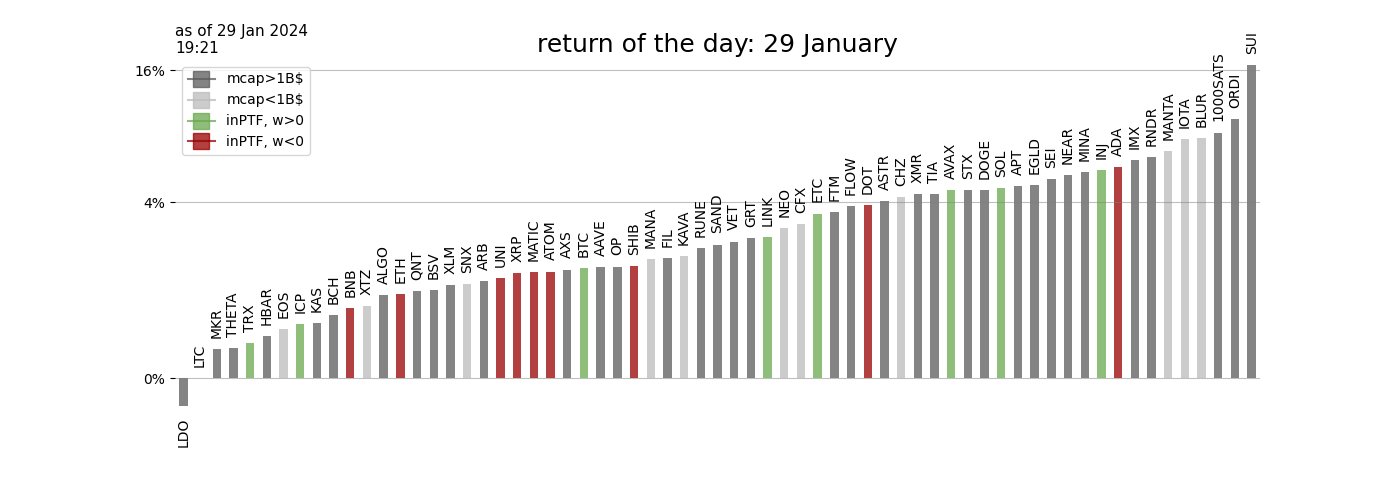 as of 29 Jan 2024
19:21
return of the day: 29 January
16%
4%
0%
mcap>1B$
mcap<1B$
inPTF, w>0
inPTF, w<0
LDO
LTC
MKR
THETA
TRX
HBAR
EOS
ICP
KAS
BCH
BNB
XTZ
ALGO
ETH
QNT
BSV
XLM
SNX
ARB
UNI
XRP
MATIC
ATOM
AXS
BTC
AAVE
OP
SHIB
MANA
FIL
KAVA
RUNE
SAND
VET
GRT
LINK
NEO
CFX
ETC
FTM
FLOW
DOT
ASTR
CHZ
XMR
TIA
AVAX
STX
DOGE
SOL
APT
EGLD
SEI
NEAR
MINA
INJ
ADA
IMX
RNDR
MANTA
IOTA
BLUR
1000SATS
ORDI
SUI